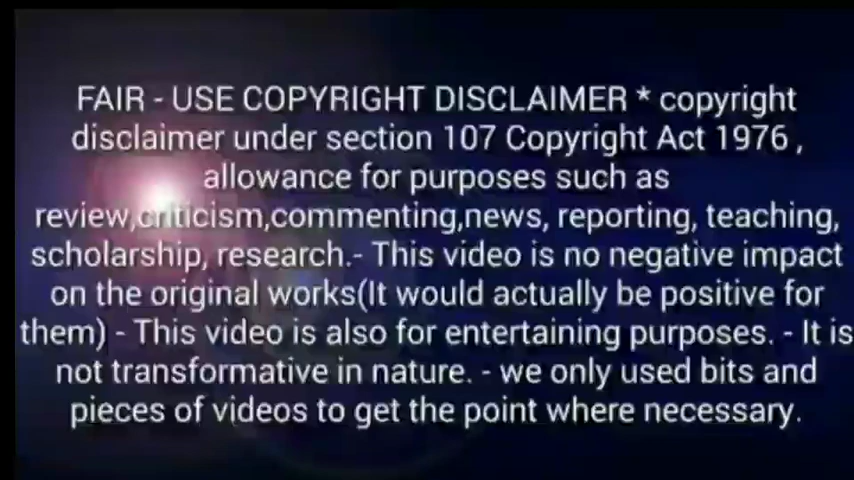 FAIR - USE COPYRIGHT DISCLAIMER * copyright
disclaimer under section 107 Copyright Act 1976 ,
allowance for purposes such as
review,criticism,commenting,news, reporting, teaching,
scholarship, research.- This video is no negative impact
on the original works(It would actually be positive for
them) - This video is also for entertaining purposes. - It is
not transformative in nature. - we only used bits and
pieces of videos to get the point where necessary.